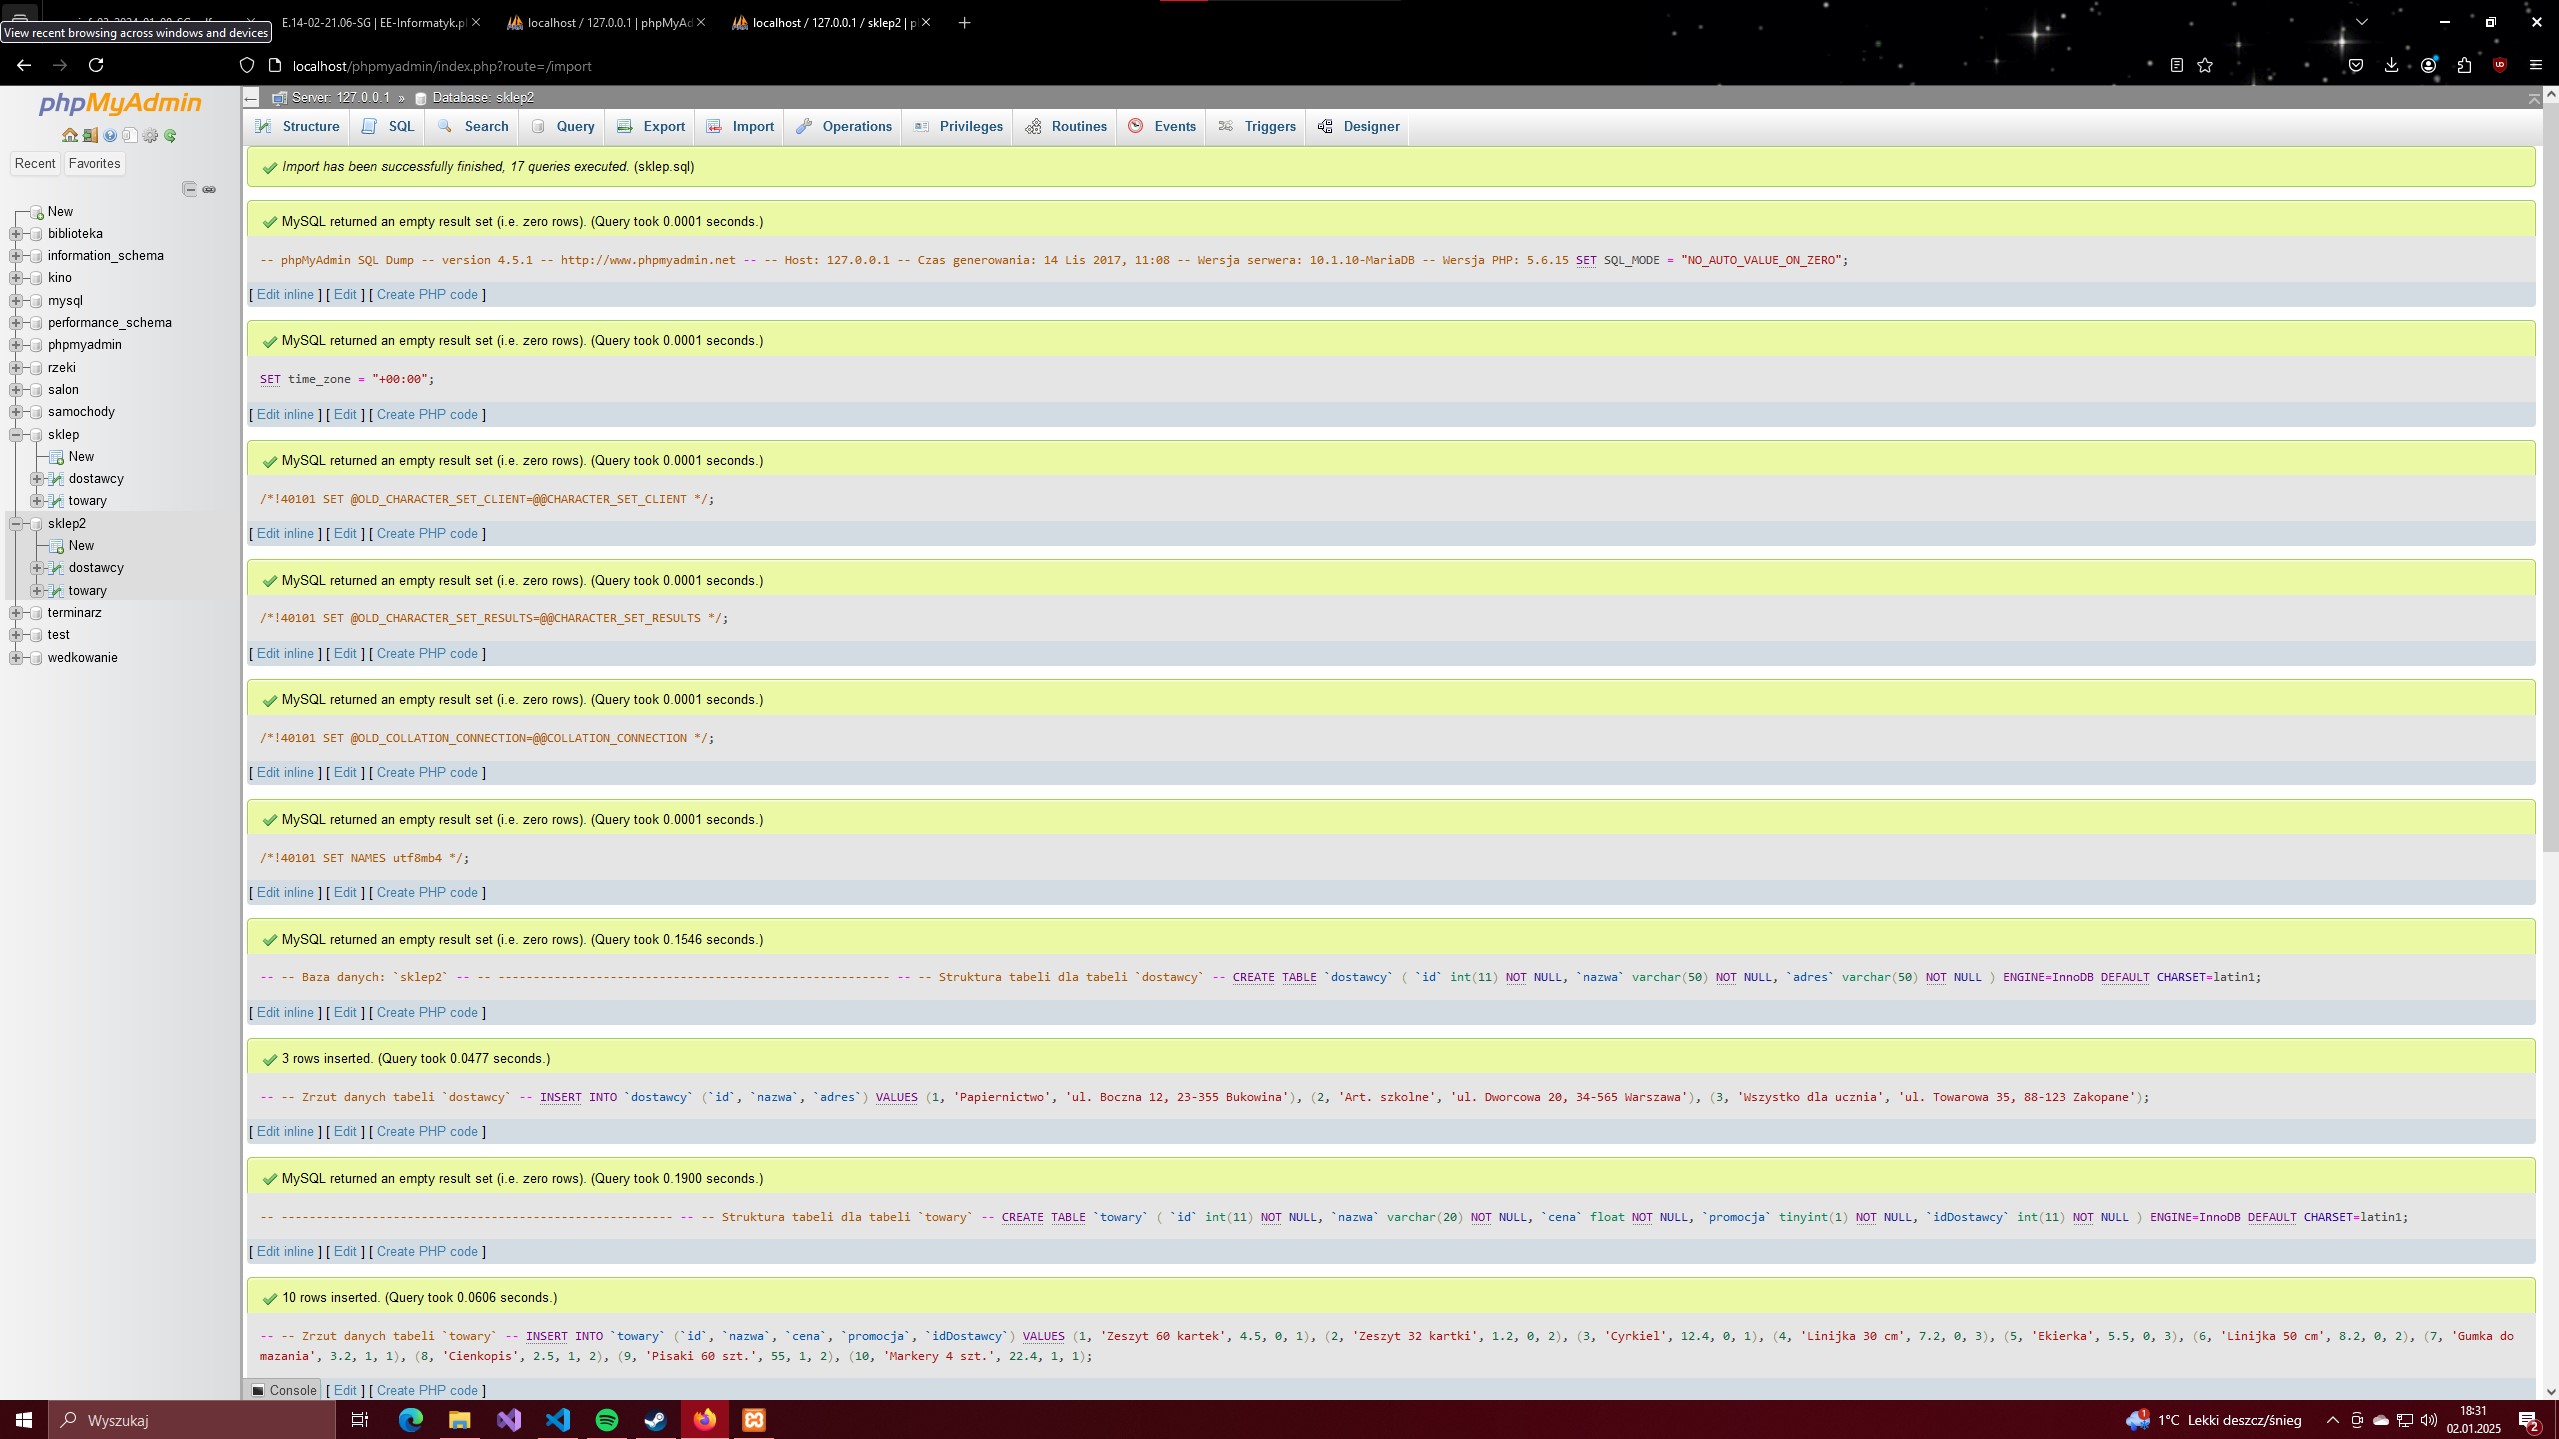 E.14-02-21.06-SG | EE-Informatyk.pl
localhost / 127.0.0.1 | phpMyAd
localhost / 127.0.0.1 / sklep2 | p
View recent browsing across windows and devices
localhost/phpmyadmin/index.php?route=/import
phpMyAdmin
Recent
Favorites
New
biblioteka
information_schema
kino
mysql
performance_schema
phpmyadmin
rzeki
salon
samochody
sklep
New
dostawcy
towary
sklep2
New
dostawcy
towary
terminarz
test
wedkowanie
Server: 127.0.0.1 » Database: sklep2
Structure SQL Search Query Export Import Operations Privileges Routines Events Triggers Designer
Import has been successfully finished, 17 queries executed. (sklep.sql)
MySQL returned an empty result set (i.e. zero rows). (Query took 0.0001 seconds.)
-- phpMyAdmin SQL Dump -- version 4.5.1 -- http://www.phpmyadmin.net -- -- Host: 127.0.0.1 -- Czas generowania: 14 Lis 2017, 11:08 -- Wersja serwera: 10.1.10-MariaDB -- Wersja PHP: 5.6.15 SET SQL_MODE = "NO_AUTO_VALUE_ON_ZERO";
[ Edit inline ] [ Edit ] [ Create PHP code ]
MySQL returned an empty result set (i.e. zero rows). (Query took 0.0001 seconds.)
SET time_zone = "+00:00";
[ Edit inline ] [ Edit ] [ Create PHP code ]
MySQL returned an empty result set (i.e. zero rows). (Query took 0.0001 seconds.)
/*!40101 SET @OLD_CHARACTER_SET_CLIENT=@@CHARACTER_SET_CLIENT */;
[ Edit inline ] [ Edit ] [ Create PHP code ]
MySQL returned an empty result set (i.e. zero rows). (Query took 0.0001 seconds.)
/*!40101 SET @OLD_CHARACTER_SET_RESULTS=@@CHARACTER_SET_RESULTS */;
[ Edit inline ] [ Edit ] [ Create PHP code ]
MySQL returned an empty result set (i.e. zero rows). (Query took 0.0001 seconds.)
/*!40101 SET @OLD_COLLATION_CONNECTION=@@COLLATION_CONNECTION */;
[ Edit inline ] [ Edit ] [ Create PHP code ]
MySQL returned an empty result set (i.e. zero rows). (Query took 0.0001 seconds.)
/*!40101 SET NAMES utf8mb4 */;
[ Edit inline ] [ Edit ] [ Create PHP code ]
MySQL returned an empty result set (i.e. zero rows). (Query took 0.1546 seconds.)
-- -- Baza danych: `sklep2` -- -- -------------------------------------------------------- -- -- Struktura tabeli dla tabeli `dostawcy` -- CREATE TABLE `dostawcy` ( `id` int(11) NOT NULL, `nazwa` varchar(50) NOT NULL, `adres` varchar(50) NOT NULL ) ENGINE=InnoDB DEFAULT CHARSET=latin1;
[ Edit inline ] [ Edit ] [ Create PHP code ]
3 rows inserted. (Query took 0.0477 seconds.)
-- -- Zrzut danych tabeli `dostawcy` -- INSERT INTO `dostawcy` (`id`, `nazwa`, `adres`) VALUES (1, 'Papiernictwo', 'ul. Boczna 12, 23-355 Bukowina'), (2, 'Art. szkolne', 'ul. Dworcowa 20, 34-565 Warszawa'), (3, 'Wszystko dla ucznia', 'ul. Towarowa 35, 88-123 Zakopane');
[ Edit inline ] [ Edit ] [ Create PHP code ]
MySQL returned an empty result set (i.e. zero rows). (Query took 0.1900 seconds.)
-- -------------------------------------------------------- -- -- Struktura tabeli dla tabeli `towary` -- CREATE TABLE `towary` ( `id` int(11) NOT NULL, `nazwa` varchar(20) NOT NULL, `cena` float NOT NULL, `promocja` tinyint(1) NOT NULL, `idDostawcy` int(11) NOT NULL ) ENGINE=InnoDB DEFAULT CHARSET=latin1;
[ Edit inline ] [ Edit ] [ Create PHP code ]
10 rows inserted. (Query took 0.0606 seconds.)
-- -- Zrzut danych tabeli `towary` -- INSERT INTO `towary` (`id`, `nazwa`, `cena`, `promocja`, `idDostawcy`) VALUES (1, 'Zeszyt 60 kartek', 4.5, 0, 1), (2, 'Zeszyt 32 kartki', 1.2, 0, 2), (3, 'Cyrkiel', 12.4, 0, 1), (4, 'Linijka 30 cm', 7.2, 0, 3), (5, 'Ekierka', 5.5, 0, 3), (6, 'Linijka 50 cm', 8.2, 0, 2), (7, 'Gumka do
mazania', 3.2, 1, 1), (8, 'Cienkopis', 2.5, 1, 2), (9, 'Pisaki 60 szt.', 55, 1, 2), (10, 'Markery 4 szt.', 22.4, 1, 1);
Console [ Edit ] [ Create PHP code ]
Wyszukaj
1°C Lekki deszcz/śnieg
18:31
02.01.2025
2